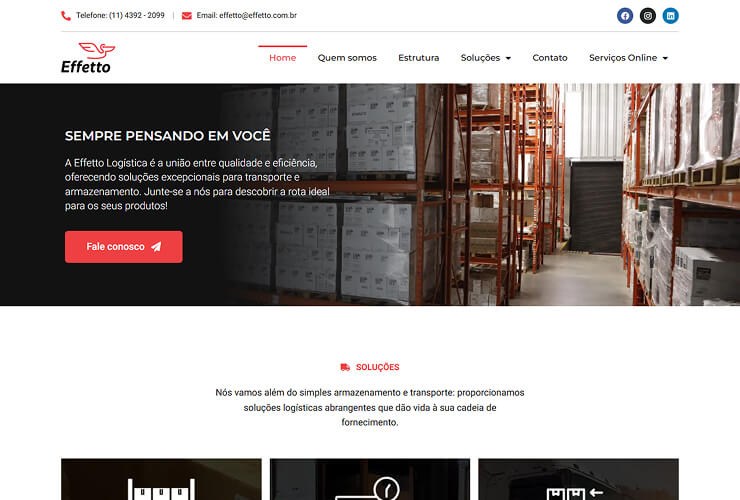 Telefone: (11) 4392 - 2099 | Email: effetto@effetto.com.br
Effetto
Home Quem somos Estrutura Soluções Contato Serviços Online
SEMPRE PENSANDO EM VOCÊ
A Effetto Logística é a união entre qualidade e eficiência,
oferecendo soluções excepcionais para transporte e
armazenamento. Junte-se a nós para descobrir a rota ideal
para os seus produtos!
Fale conosco
SOLUÇÕES
Nós vamos além do simples armazenamento e transporte: proporcionamos
soluções logísticas abrangentes que dão vida à sua cadeia de
fornecimento.